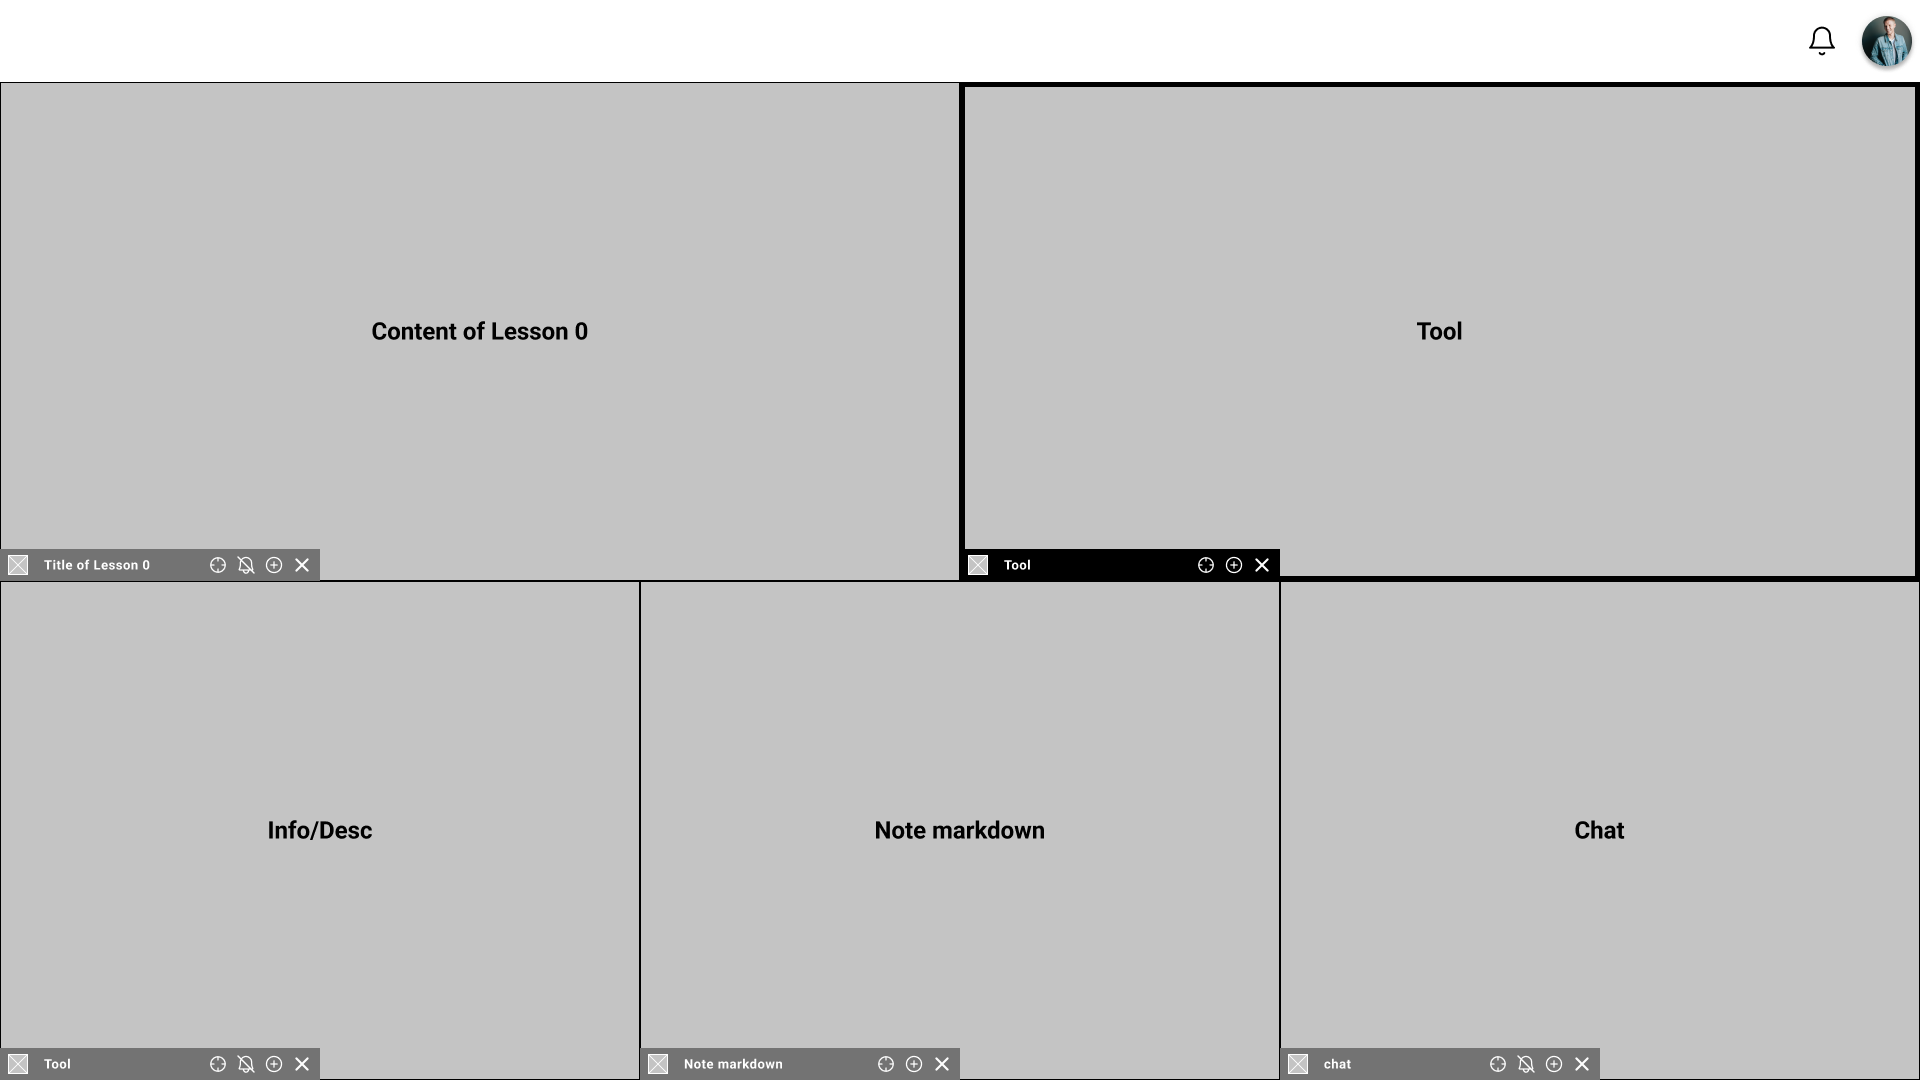 Content of Lesson 0
Tool
Title of Lesson 0
Tool
Info/Desc
Note markdown
Chat
Tool
Note markdown
chat